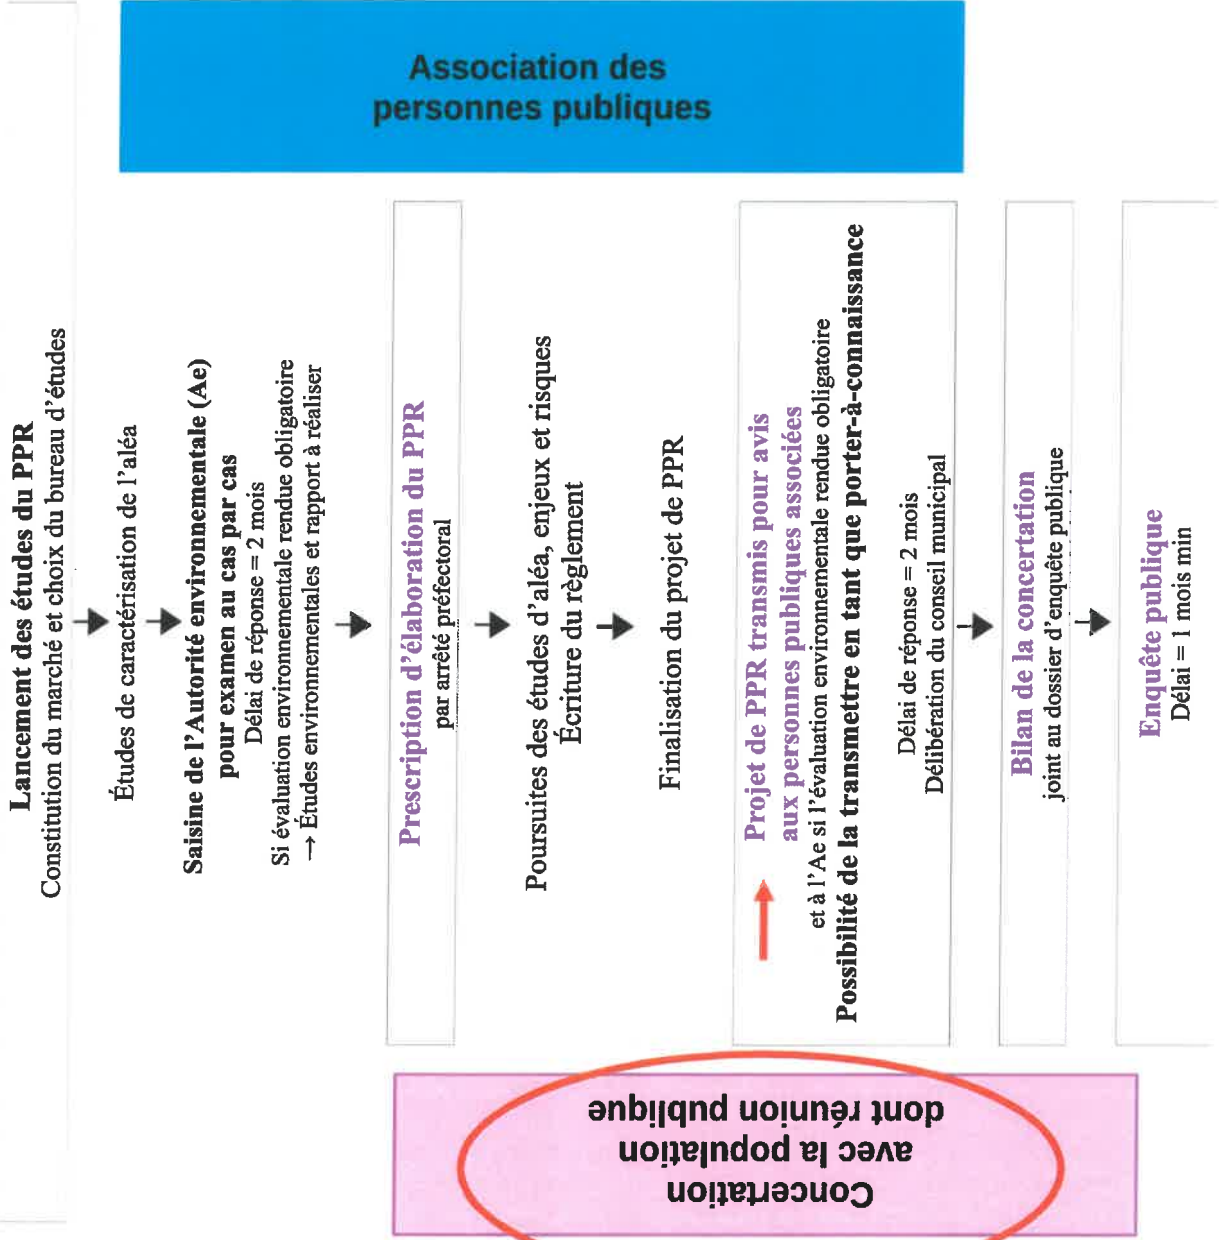 Lancement des études du PPR
Constitution du marché et choix du bureau d'études
Études de caractérisation de l'aléa
Saisine de l'Autorité environnementale (Ae)
pour examen au cas par cas
Délai de réponse = 2 mois
Si évaluation environnementale rendue obligatoire
→ Études environnementales et rapport à réaliser
Prescription d'élaboration du PPR
par arrêté préfectoral
Poursuites des études d'aléa, enjeux et risques
Écriture du règlement
Finalisation du projet de PPR
Projet de PPR transmis pour avis
aux personnes publiques associées
et à l'Ae si l'évaluation environnementale rendue obligatoire
Possibilité de la transmettre en tant que porter-à-connaissance
Délai de réponse = 2 mois
Délibération du conseil municipal
Bilan de la concertation
joint au dossier d'enquête publique
Enquête publique
Délai = 1 mois min
Association des
personnes publiques
Concertation
avec la population
dont réunion publique